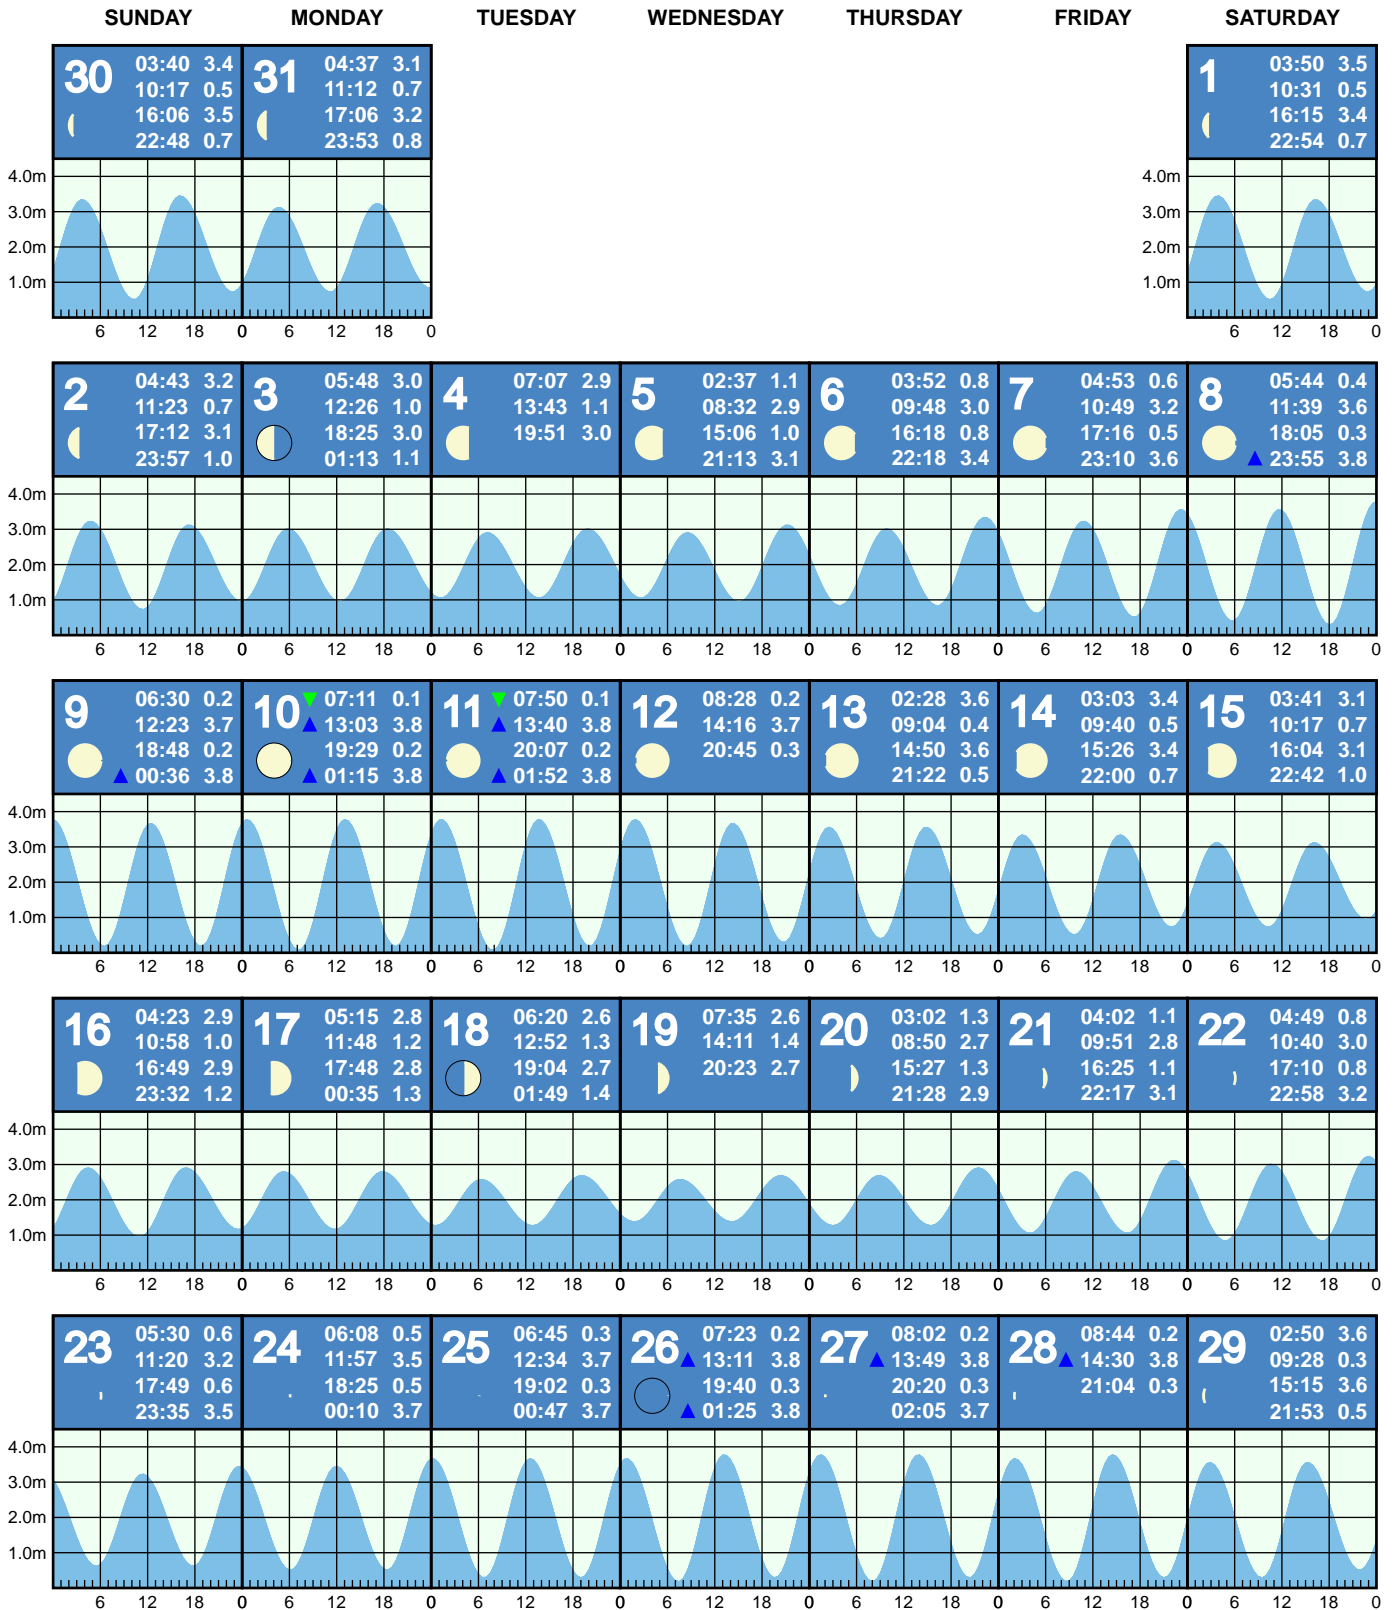 SUNDAY MONDAY TUESDAY WEDNESDAY THURSDAY FRIDAY SATURDAY
30 03:40 3.4
10:17 0.5
16:06 3.5
22:48 0.7
31 04:37 3.1
11:12 0.7
17:06 3.2
23:53 0.8
1 03:50 3.5
10:31 0.5
16:15 3.4
22:54 0.7
4.0m
3.0m
2.0m
1.0m
4.0m
3.0m
2.0m
1.0m
6 12 18 0 6 12 18 0 6 12 18 0
2 04:43 3.2
11:23 0.7
17:12 3.1
23:57 1.0
3 05:48 3.0
12:26 1.0
18:25 3.0
01:13 1.1
4 07:07 2.9
13:43 1.1
19:51 3.0
5 02:37 1.1
08:32 2.9
15:06 1.0
21:13 3.1
6 03:52 0.8
09:48 3.0
16:18 0.8
22:18 3.4
7 04:53 0.6
10:49 3.2
17:16 0.5
23:10 3.6
8 05:44 0.4
11:39 3.6
18:05 0.3
23:55 3.8
4.0m
3.0m
2.0m
1.0m
6 12 18 0 6 12 18 0 6 12 18 0 6 12 18 0 6 12 18 0 6 12 18 0 6 12 18 0
9 06:30 0.2
12:23 3.7
18:48 0.2
00:36 3.8
10 07:11 0.1
13:03 3.8
19:29 0.2
01:15 3.8
11 07:50 0.1
13:40 3.8
20:07 0.2
01:52 3.8
12 08:28 0.2
14:16 3.7
20:45 0.3
13 02:28 3.6
09:04 0.4
14:50 3.6
21:22 0.5
14 03:03 3.4
09:40 0.5
15:26 3.4
22:00 0.7
15 03:41 3.1
10:17 0.7
16:04 3.1
22:42 1.0
4.0m
3.0m
2.0m
1.0m
6 12 18 0 6 12 18 0 6 12 18 0 6 12 18 0 6 12 18 0 6 12 18 0 6 12 18 0
16 04:23 2.9
10:58 1.0
16:49 2.9
23:32 1.2
17 05:15 2.8
11:48 1.2
17:48 2.8
00:35 1.3
18 06:20 2.6
12:52 1.3
19:04 2.7
01:49 1.4
19 07:35 2.6
14:11 1.4
20:23 2.7
20 03:02 1.3
08:50 2.7
15:27 1.3
21:28 2.9
21 04:02 1.1
09:51 2.8
16:25 1.1
22:17 3.1
22 04:49 0.8
10:40 3.0
17:10 0.8
22:58 3.2
4.0m
3.0m
2.0m
1.0m
6 12 18 0 6 12 18 0 6 12 18 0 6 12 18 0 6 12 18 0 6 12 18 0 6 12 18 0
23 05:30 0.6
11:20 3.2
17:49 0.6
23:35 3.5
24 06:08 0.5
11:57 3.5
18:25 0.5
00:10 3.7
25 06:45 0.3
12:34 3.7
19:02 0.3
00:47 3.7
26 07:23 0.2
13:11 3.8
19:40 0.3
01:25 3.8
27 08:02 0.2
13:49 3.8
20:20 0.3
02:05 3.7
28 08:44 0.2
14:30 3.8
21:04 0.3
29 02:50 3.6
09:28 0.3
15:15 3.6
21:53 0.5
4.0m
3.0m
2.0m
1.0m
6 12 18 0 6 12 18 0 6 12 18 0 6 12 18 0 6 12 18 0 6 12 18 0 6 12 18 0